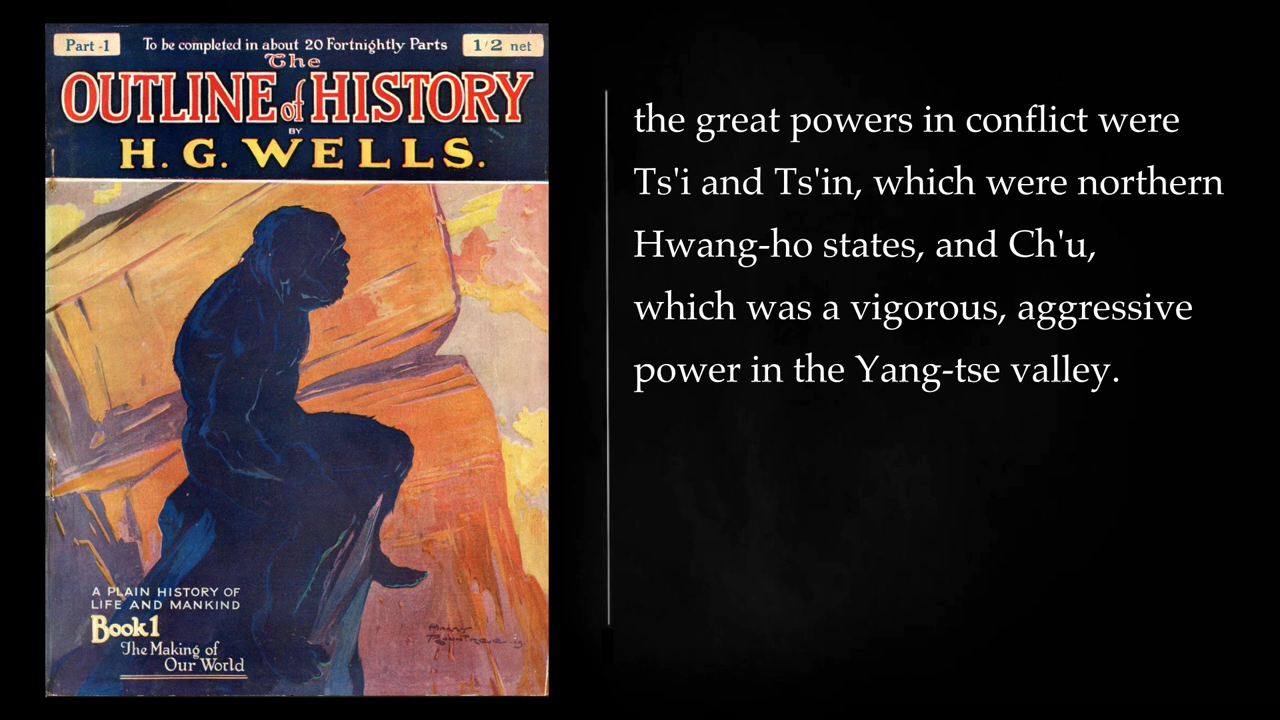 Part -1
To be completed in about 20 Fortnightly Parts
1/2 net
The
OUTLINE of HISTORY
BY
H. G. WELLS.
A PLAIN HISTORY OF
LIFE AND MANKIND
Book 1
The Making of
Our World
the great powers in conflict were
Ts'i and Ts'in, which were northern
Hwang-ho states, and Ch'u,
which was a vigorous, aggressive
power in the Yang-tse valley.